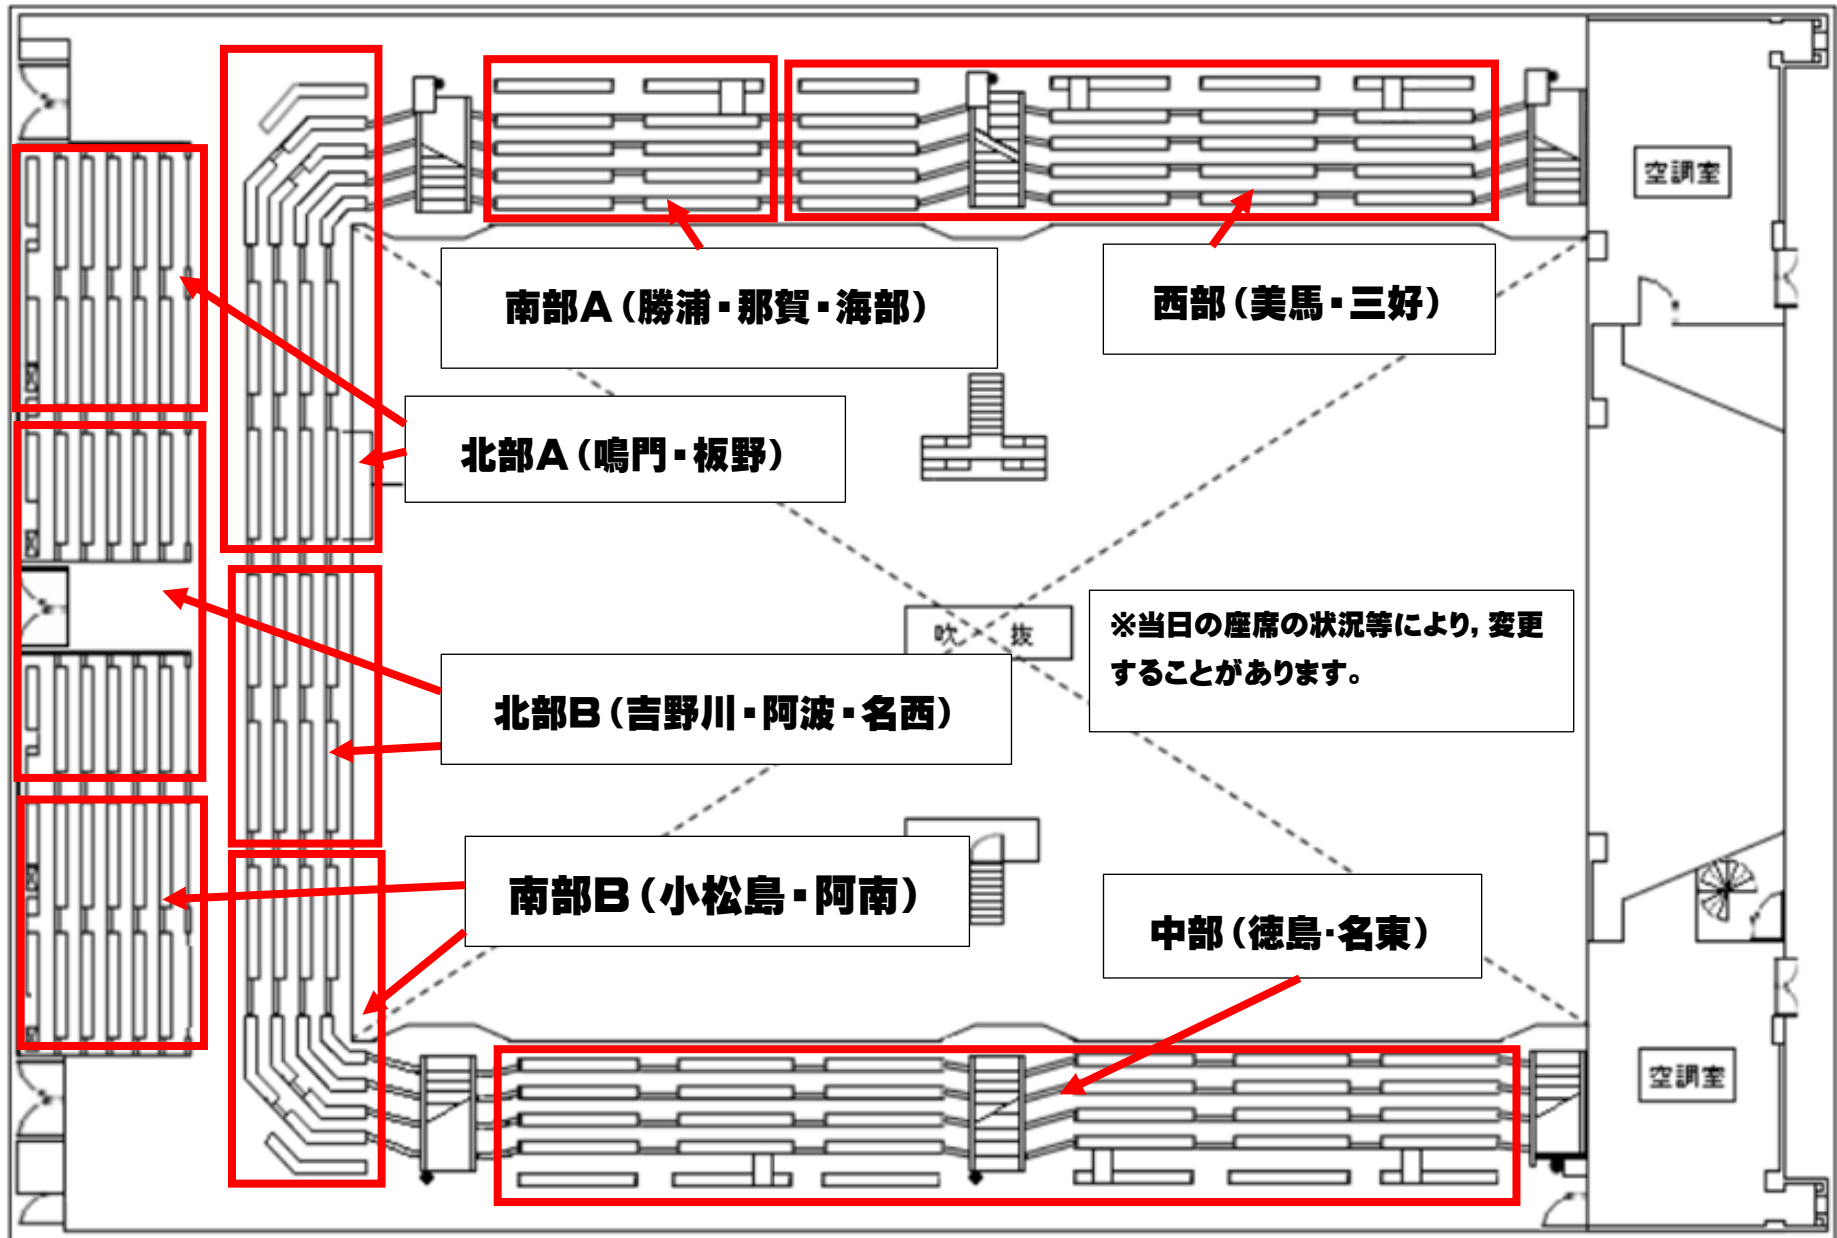 空調室
南部A（勝浦・那賀・海部）
西部（美馬・三好）
北部A（鳴門・板野）
※当日の座席の状況等により，変更
することがあります。
吹 抜
北部B（吉野川・阿波・名西）
南部B（小松島・阿南）
中部（徳島・名東）
空調室